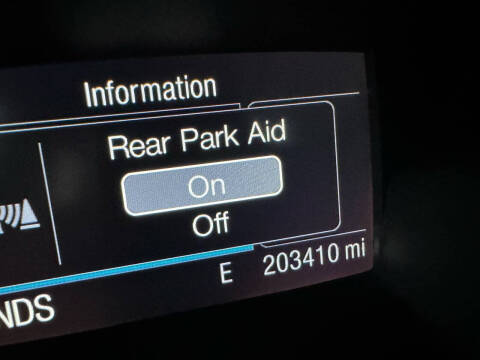 Information
Rear Park Aid
On
Off
E 203410 mi
NDS